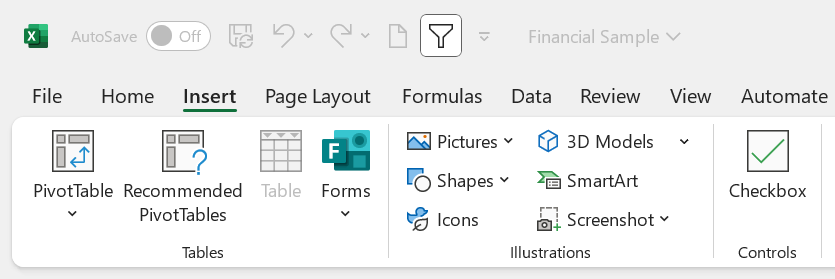 AutoSave Off Financial Sample
File Home Insert Page Layout Formulas Data Review View Automate
PivotTable
Recommended
PivotTables
Table
Forms
Pictures
Shapes
Icons
3D Models
SmartArt
Screenshot
Checkbox
Tables
Illustrations
Controls